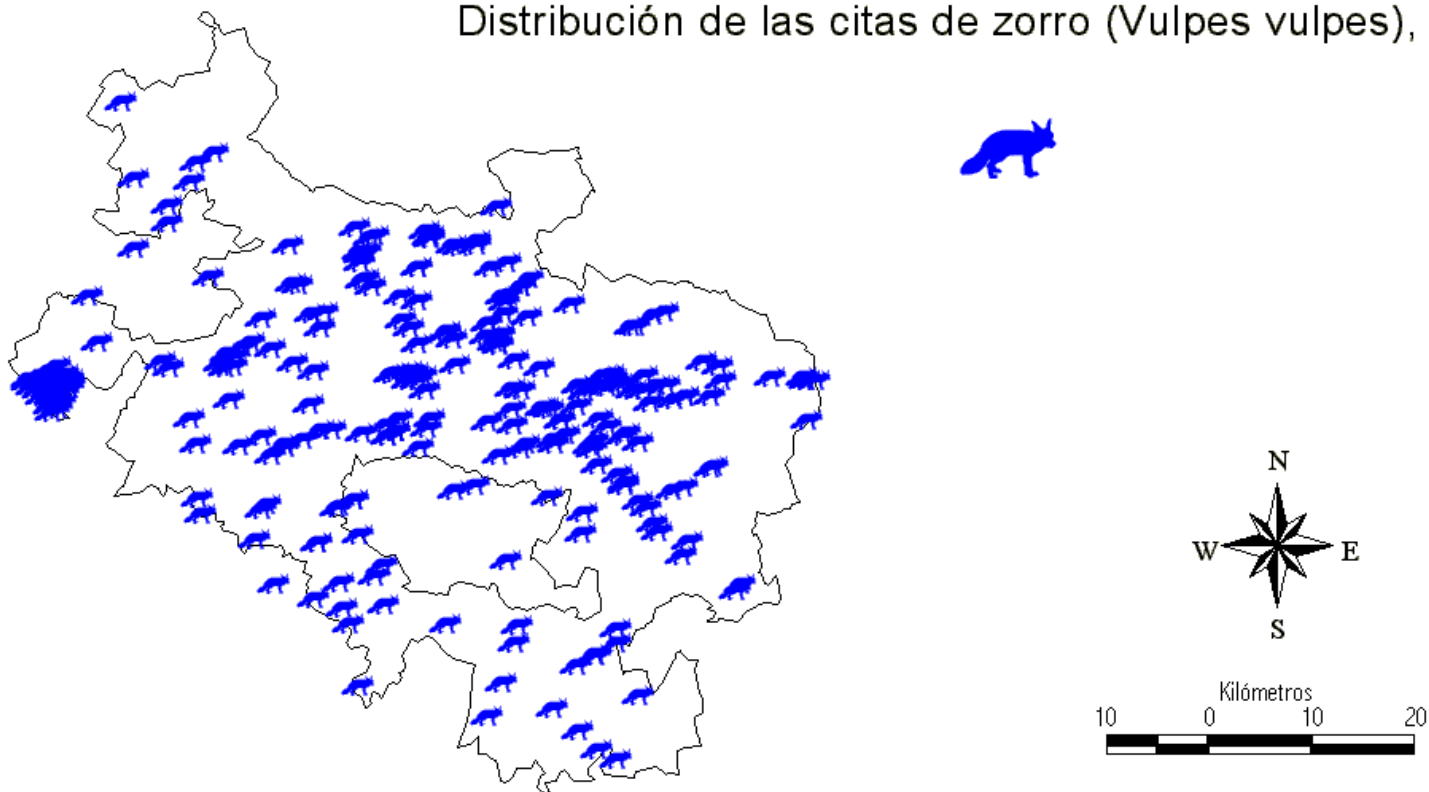 Distribución de las citas de zorro (Vulpes vulpes),
N
W E
S
Kilómetros
10 0 10 20